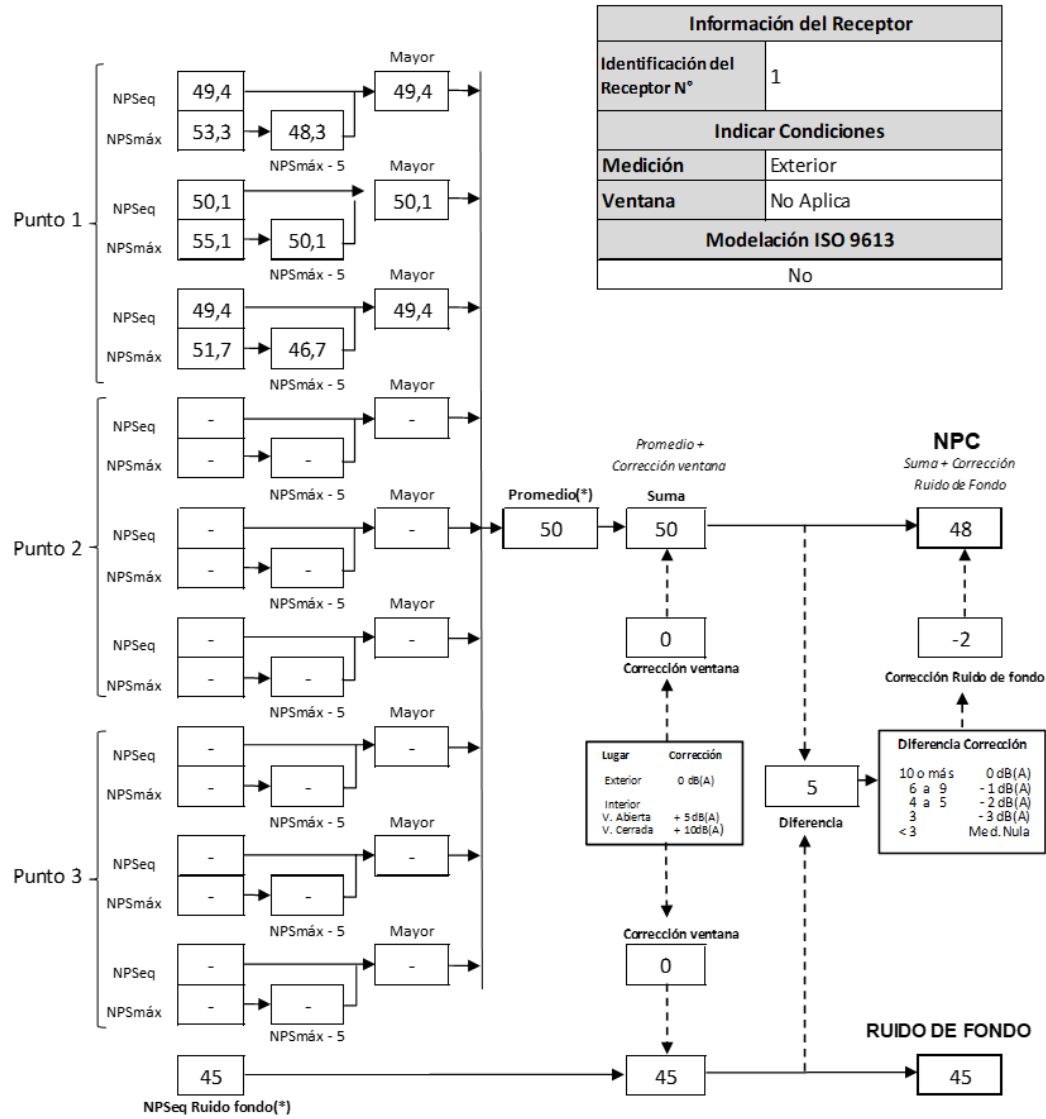 Información del Receptor
Identificación del
Receptor N°
1
Indicar Condiciones
Medición
Exterior
Ventana
No Aplica
Modelación ISO 9613
No
Punto 1
Mayor
NPSeq
49,4
49,4
NPSmáx
53,3
48,3
NPSmáx - 5
Mayor
NPSeq
50,1
50,1
NPSmáx
55,1
50,1
NPSmáx - 5
Mayor
NPSeq
49,4
49,4
NPSmáx
51,7
46,7
NPSmáx - 5
Punto 2
Mayor
NPSeq
-
-
NPSmáx
-
-
NPSmáx - 5
Mayor
NPSeq
-
-
NPSmáx
-
-
NPSmáx - 5
Mayor
NPSeq
-
-
NPSmáx
-
-
NPSmáx - 5
Punto 3
Mayor
NPSeq
-
-
NPSmáx
-
-
NPSmáx - 5
Mayor
NPSeq
-
-
NPSmáx
-
-
NPSmáx - 5
Mayor
NPSeq
-
-
NPSmáx
-
-
NPSmáx - 5
Promedio(*)
50
Promedio +
Corrección ventana
Suma
50
0
Corrección ventana
Lugar Corrección
Exterior 0 dB(A)
Interior
V. Abierta + 5 dB(A)
V. Cerrada + 10dB(A)
Corrección ventana
0
NPC
Suma + Corrección
Ruido de Fondo
48
-2
Corrección Ruido de fondo
Diferencia Corrección
10 o más 0 dB(A)
6 a 9 - 1 dB(A)
4 a 5 - 2 dB(A)
3 - 3 dB(A)
< 3 Med. Nula
5
Diferencia
RUIDO DE FONDO
45
45
45
NPSeq Ruido fondo(*)